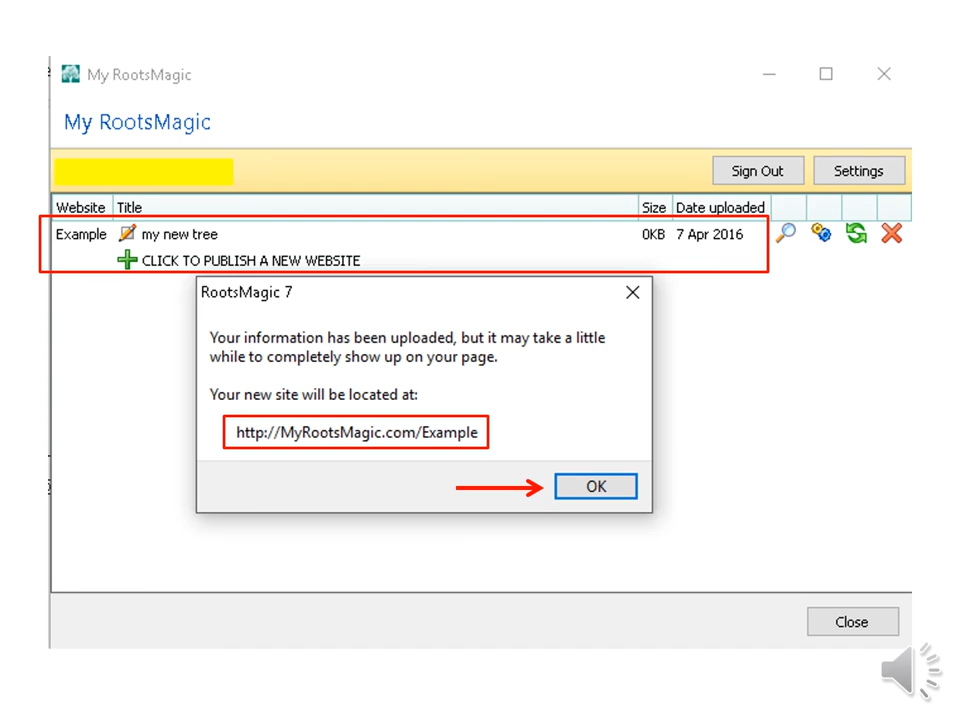 My RootsMagic
My RootsMagic
Sign Out Settings
Website Title Size Date uploaded
Example my new tree 0KB 7 Apr 2016
CLICK TO PUBLISH A NEW WEBSITE
RootsMagic 7
Your information has been uploaded, but it may take a little
while to completely show up on your page.
Your new site will be located at:
http://MyRootsMagic.com/Example
OK
Close